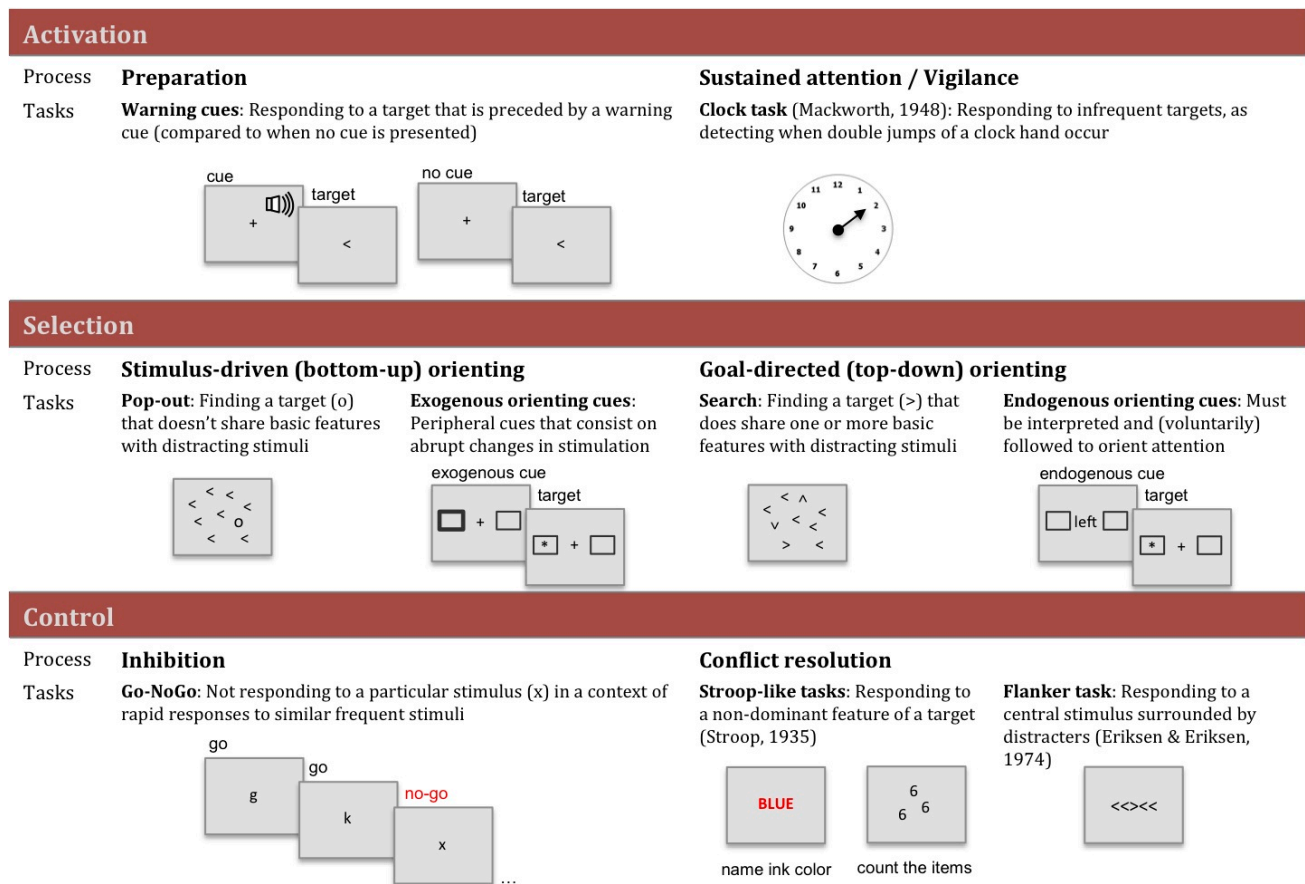 Activation
Process
Preparation
Sustained attention / Vigilance
Tasks
Warning cues: Responding to a target that is preceded by a warning
cue (compared to when no cue is presented)
Clock task (Mackworth, 1948): Responding to infrequent targets, as
detecting when double jumps of a clock hand occur
cue
+
target
<
no cue
+
target
<
12
1
2
3
4
5
6
7
8
9
10
11
Selection
Process
Stimulus-driven (bottom-up) orienting
Goal-directed (top-down) orienting
Tasks
Pop-out: Finding a target (o)
that doesn't share basic features
with distracting stimuli
Exogenous orienting cues:
Peripheral cues that consist on
abrupt changes in stimulation
Search: Finding a target (>) that
does share one or more basic
features with distracting stimuli
Endogenous orienting cues: Must
be interpreted and (voluntarily)
followed to orient attention
< <
< < <
< o
< <
exogenous cue
+
target
* +
< ^
< <
v < <
> <
endogenous cue
left
target
* +
Control
Process
Inhibition
Conflict resolution
Tasks
Go-NoGo: Not responding to a particular stimulus (x) in a context of
rapid responses to similar frequent stimuli
Stroop-like tasks: Responding to
a non-dominant feature of a target
(Stroop, 1935)
Flanker task: Responding to a
central stimulus surrounded by
distracters (Eriksen & Eriksen,
1974)
go
g
go
k
no-go
x
...
BLUE
name ink color
6
6 6
count the items
<<><<